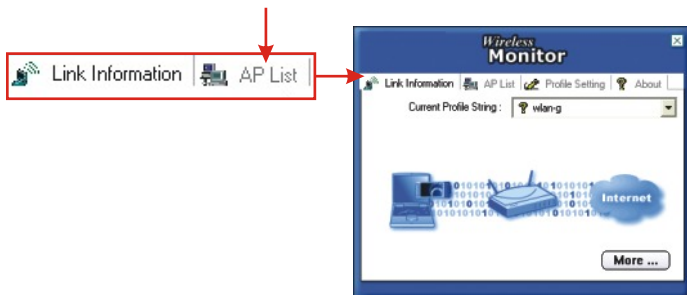 Link Information AP List
Wireless
Monitor
Link Information AP List Profile Setting ? About
Current Profile String : ? wlan-g
Internet
More ...